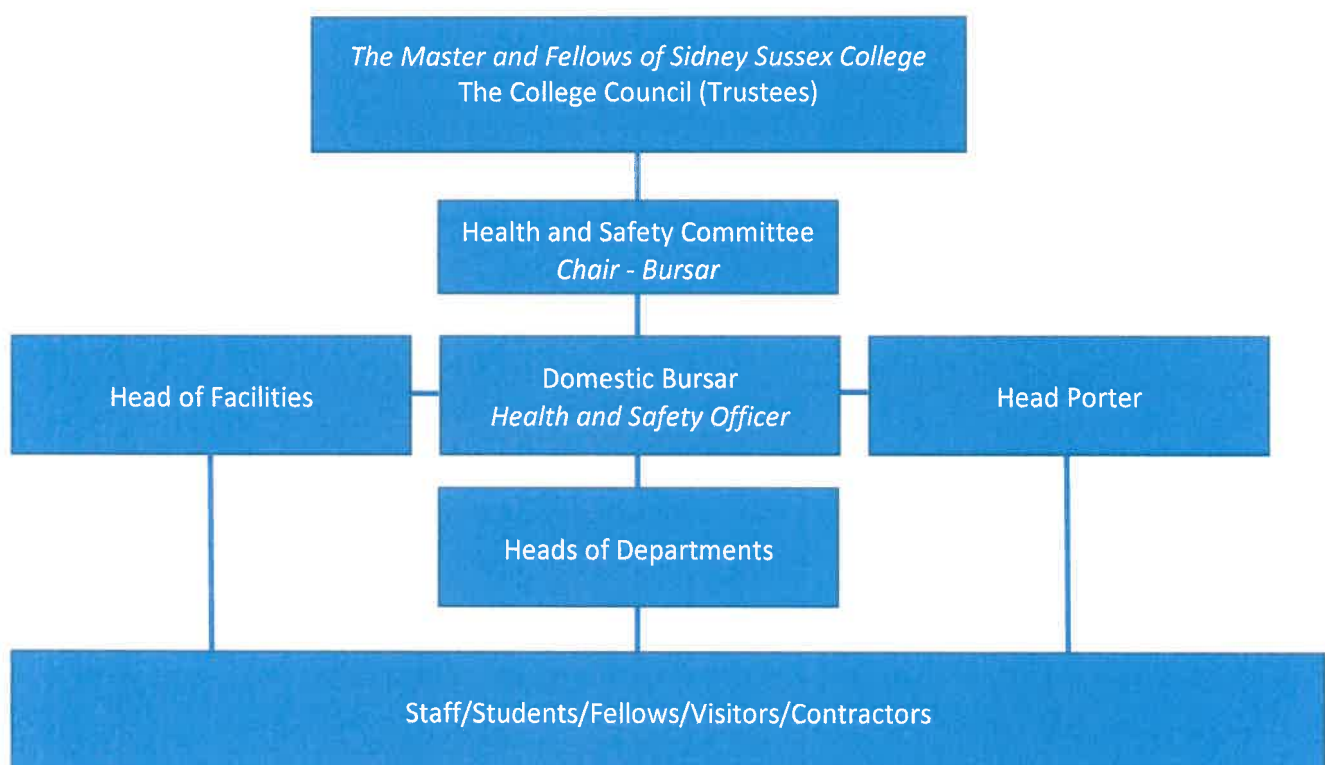 The Master and Fellows of Sidney Sussex College
The College Council (Trustees)
Health and Safety Committee
Chair - Bursar
Head of Facilities
Domestic Bursar
Health and Safety Officer
Head Porter
Heads of Departments
Staff/Students/Fellows/Visitors/Contractors